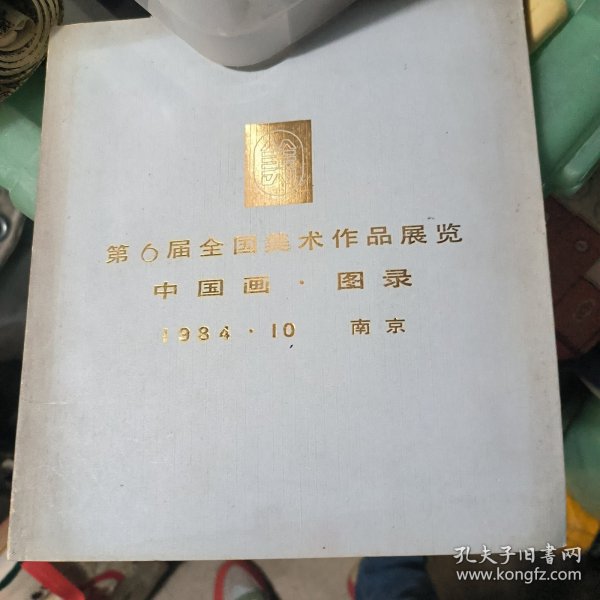 第6届全国美术作品展览
中国画·图录
1984·10 南京
孔夫子旧书网
www.kongfz.com